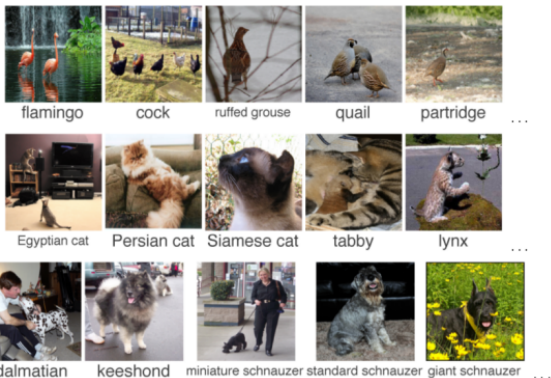 flamingo cock ruffed grouse quail partridge ...
Egyptian cat Persian cat Siamese cat tabby lynx ...
dalmatian keeshond miniature schnauzer standard schnauzer giant schnauzer ...